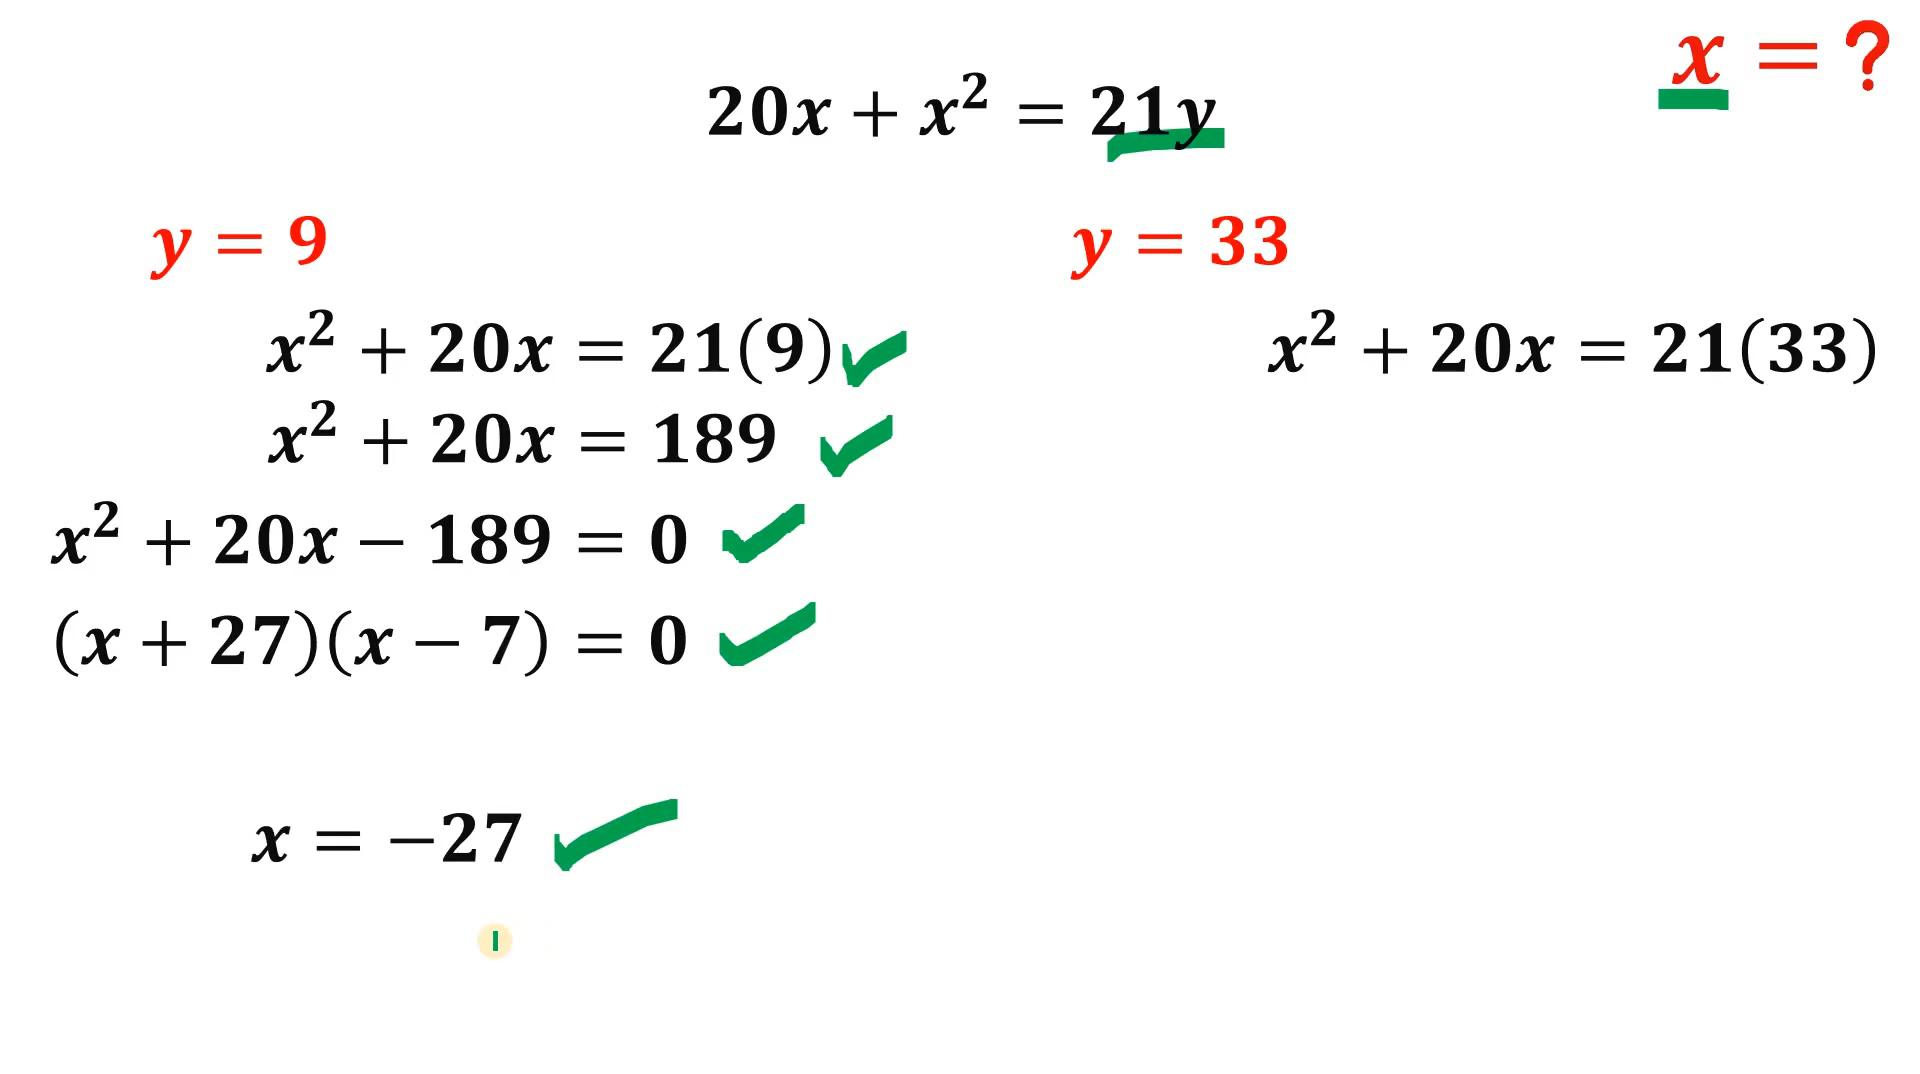 x = ?
20x + x² = 21y
y = 9
x² + 20x = 21(9)
x² + 20x = 189
x² + 20x − 189 = 0
(x + 27)(x − 7) = 0
x = −27
y = 33
x² + 20x = 21(33)